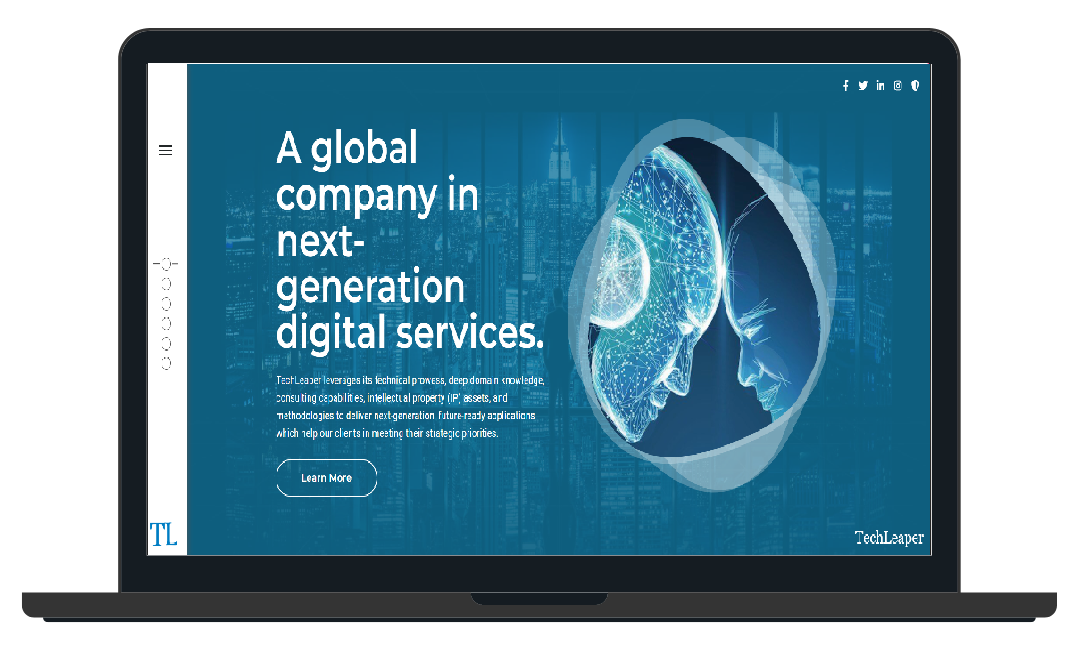 A global
company in
next-
generation
digital services.
TechLeaper leverages its technical prowess, deep domain knowledge,
consulting capabilities, intellectual property (IP) assets, and
methodologies to deliver next-generation, future-ready applications
which help our clients in meeting their strategic priorities.
Learn More
TL
TechLeaper